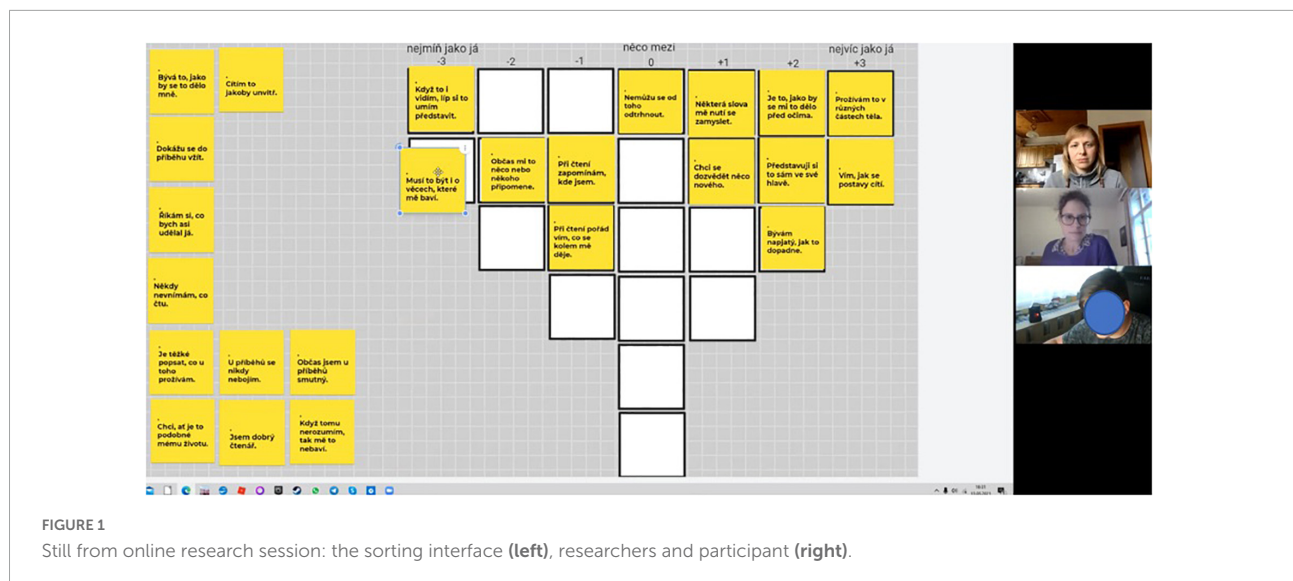 nejmíň jako já
něco mezi
nejvíc jako já
-3
-2
-1
0
+1
+2
+3
Bývá to, jako
by se to dělo
mně.
Cítím to
jakoby unvitř.
Dokážu se do
příběhu vžít.
Říkám si, co
bych asi
udělal já.
Někdy
nevnímám, co
čtu.
Je těžké
popsat, co u
toho
prožívám.
U příběhů se
nikdy
nebojím.
Občas jsem u
příběhů
smutný.
Chci, ať je to
podobné
mému životu.
Jsem dobrý
čtenář.
Když tomu
nerozumím,
tak mě to
nebaví.
Když to i
vidím, líp si to
umím
představit.
Nemůžu se od
toho
odtrhnout.
Některá slova
mě nutí se
zamyslet.
Je to, jako by
se mi to dělo
před očima.
Prožívám to v
různých
částech těla.
Musí to být i o
věcech, které
mě baví.
Občas mi to
něco nebo
někoho
připomene.
Při čtení
zapomínám,
kde jsem.
Chci se
dozvědět něco
nového.
Představuji si
to sám ve své
hlavě.
Vím, jak se
postavy cítí.
Při čtení pořád
vím, co se
kolem mě
děje.
Bývám
napjatý, jak to
dopadne.
FIGURE 1
Still from online research session: the sorting interface (left), researchers and participant (right).